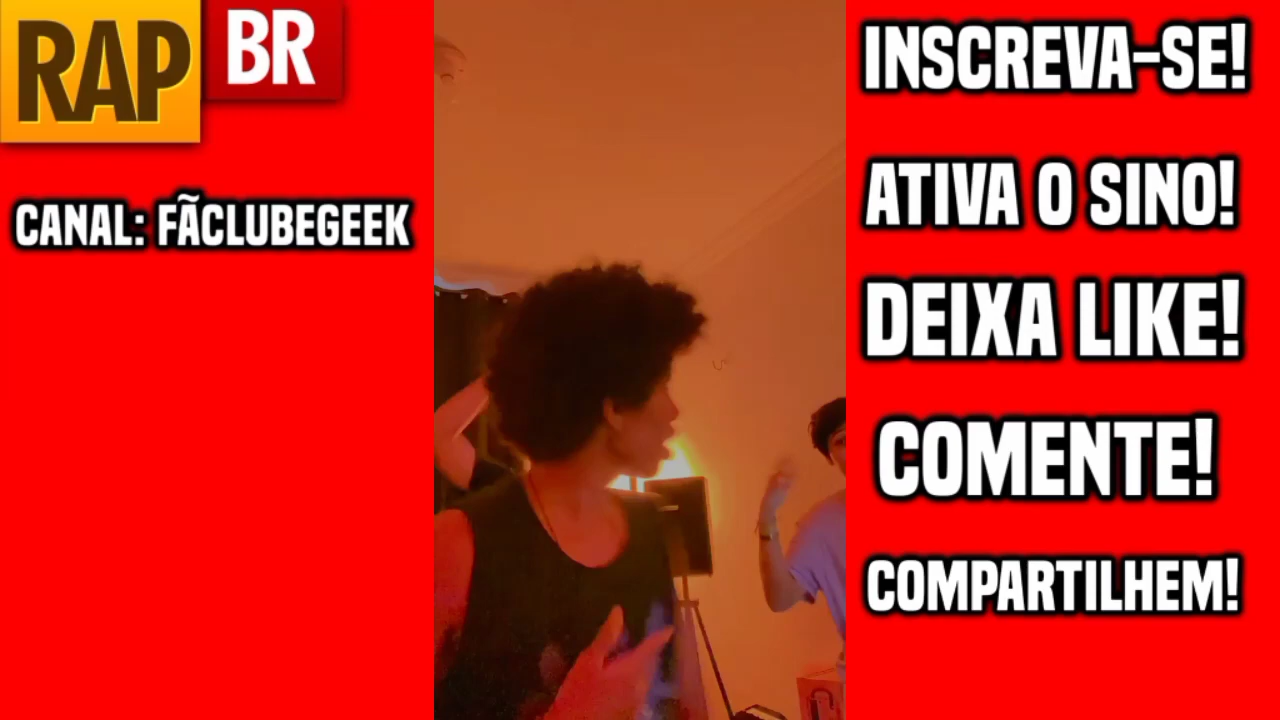 RAP
BR
CANAL: FÃCLUBEGEEK
INSCREVA-SE!
ATIVA O SINO!
DEIXA LIKE!
COMENTE!
COMPARTILHEM!